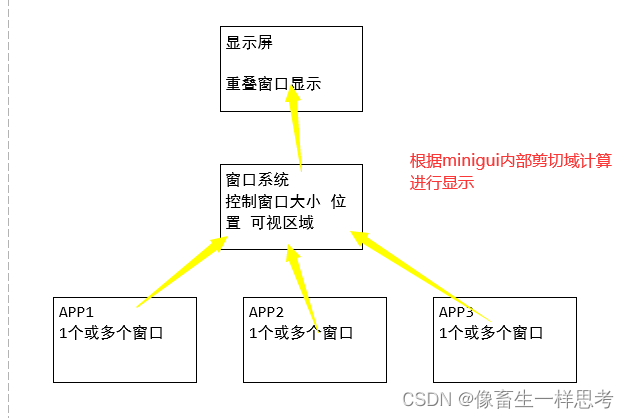 显示屏
重叠窗口显示
根据minigui内部剪切域计算
进行显示
窗口系统
控制窗口大小 位
置 可视区域
APP1
1个或多个窗口
APP2
1个或多个窗口
APP3
1个或多个窗口
CSDN @像畜生一样思考